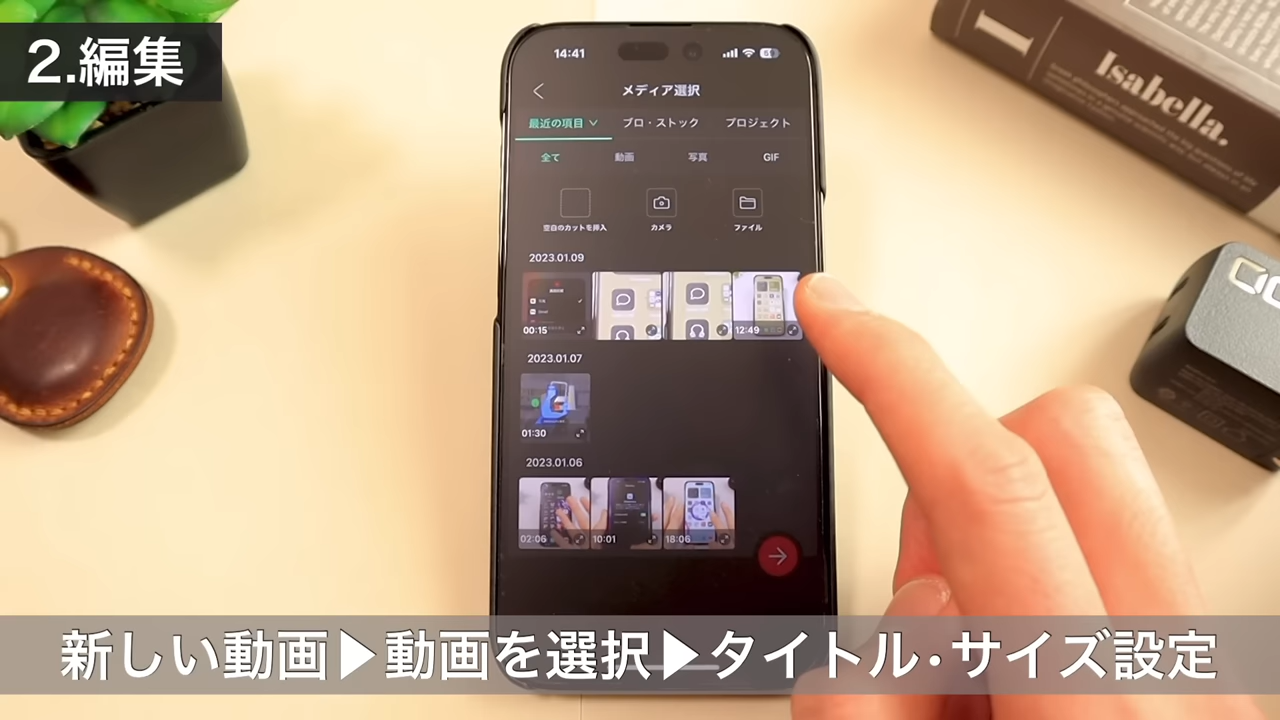 2.編集
14:41
メディア選択
最近の項目
プロ・ストック
プロジェクト
全て
動画
写真
GIF
空白のカットを挿入
カメラ
ファイル
2023.01.09
00:15
12:49
2023.01.07
01:30
2023.01.06
02:06
10:01
18:06
Isabella.
新しい動画▶動画を選択▶タイトル・サイズ設定